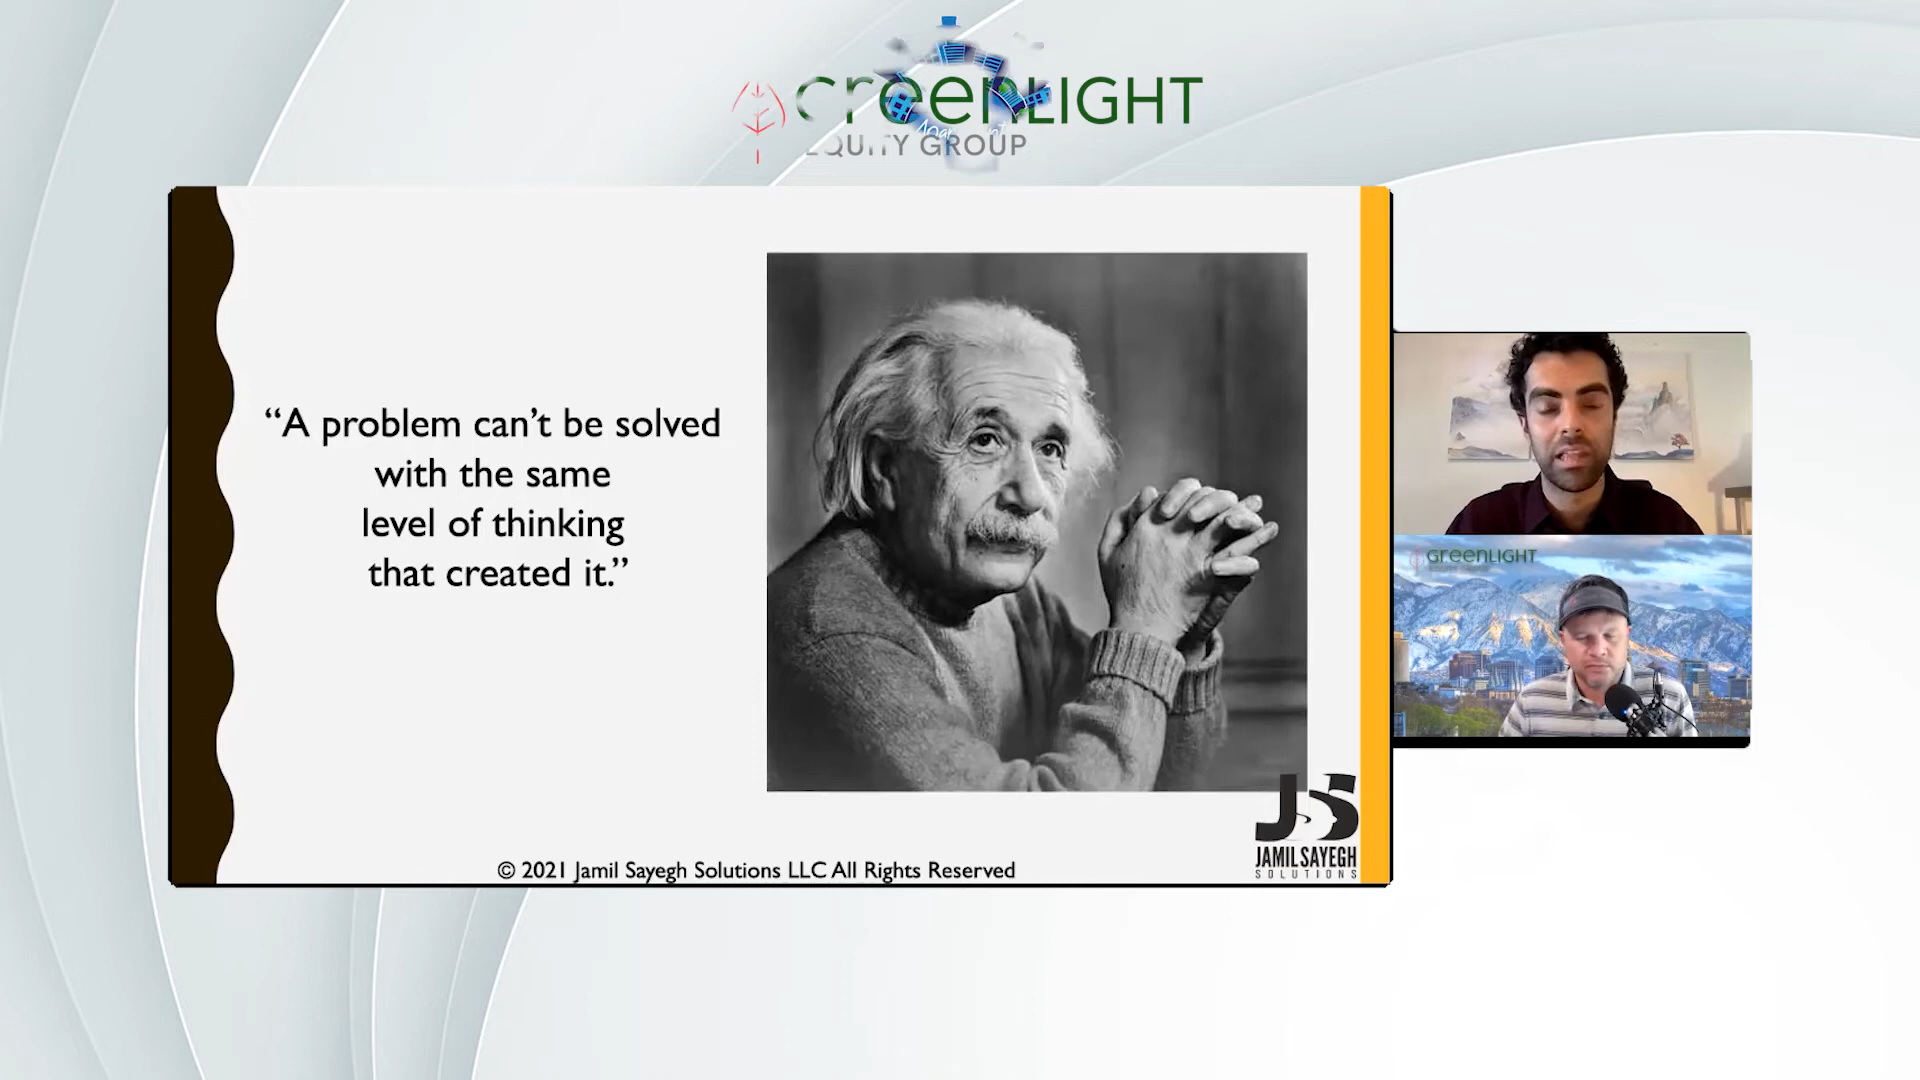 GreenLIGHT
EQUITY GROUP
“A problem can’t be solved
with the same
level of thinking
that created it.”
GreenLIGHT
JS
JAMIL SAYEGH
SOLUTIONS
© 2021 Jamil Sayegh Solutions LLC All Rights Reserved